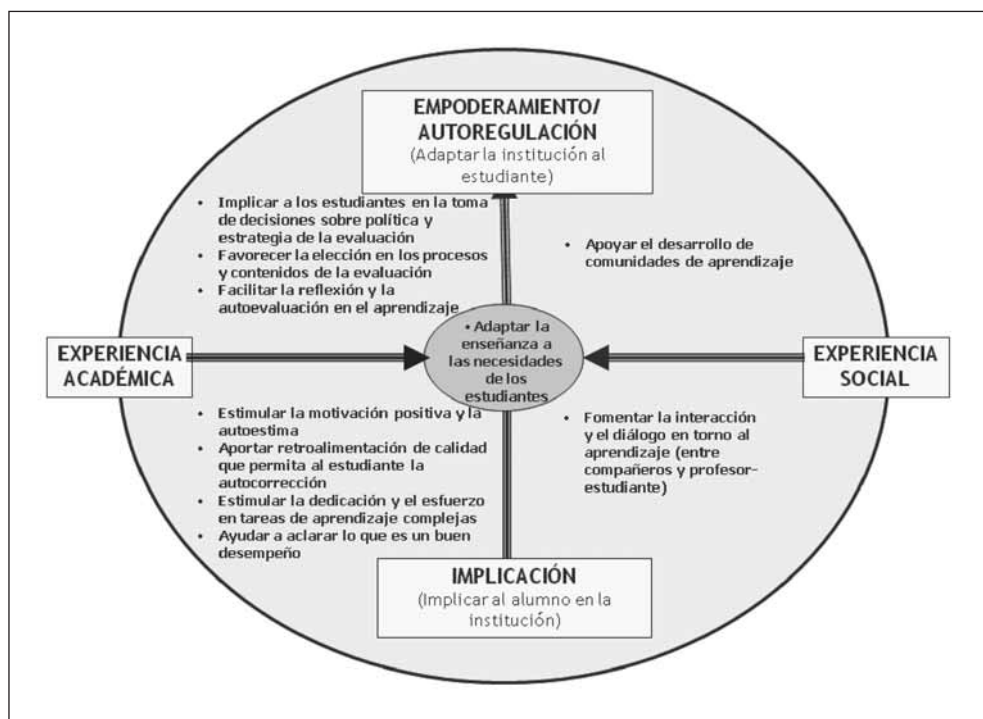 EMPODERAMIENTO/
AUTOREGULACIÓN
(Adaptar la institución al
estudiante)
• Implicar a los estudiantes en la toma
de decisiones sobre política y
estrategia de la evaluación
• Favorecer la elección en los procesos
y contenidos de la evaluación
• Facilitar la reflexión y la
autoevaluación en el aprendizaje
• Apoyar el desarrollo de
comunidades de aprendizaje
EXPERIENCIA
ACADÉMICA
• Adaptar la
enseñanza a
las necesidades
de los
estudiantes
EXPERIENCIA
SOCIAL
• Estimular la motivación positiva y la
autoestima
• Aportar retroalimentación de calidad
que permita al estudiante la
autocorrección
• Estimular la dedicación y el esfuerzo
en tareas de aprendizaje complejas
• Ayudar a aclarar lo que es un buen
desempeño
• Fomentar la interacción
y el diálogo en torno al
aprendizaje (entre
compañeros y profesor-
estudiante)
IMPLICACIÓN
(Implicar al alumno en la
institución)